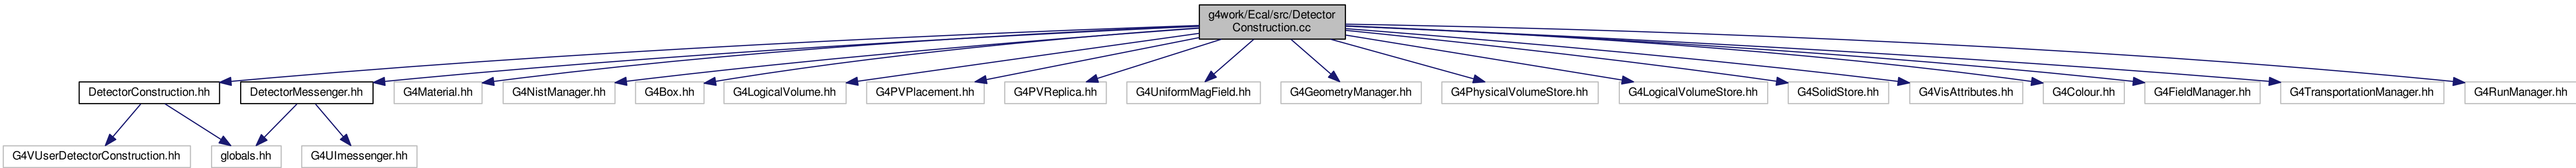 g4work/Ecal/src/Detector
Construction.cc
DetectorConstruction.hh
DetectorMessenger.hh
G4Material.hh
G4NistManager.hh
G4Box.hh
G4LogicalVolume.hh
G4PVPlacement.hh
G4PVReplica.hh
G4UniformMagField.hh
G4GeometryManager.hh
G4PhysicalVolumeStore.hh
G4LogicalVolumeStore.hh
G4SolidStore.hh
G4VisAttributes.hh
G4Colour.hh
G4FieldManager.hh
G4TransportationManager.hh
G4RunManager.hh
G4VUserDetectorConstruction.hh
globals.hh
G4UImessenger.hh